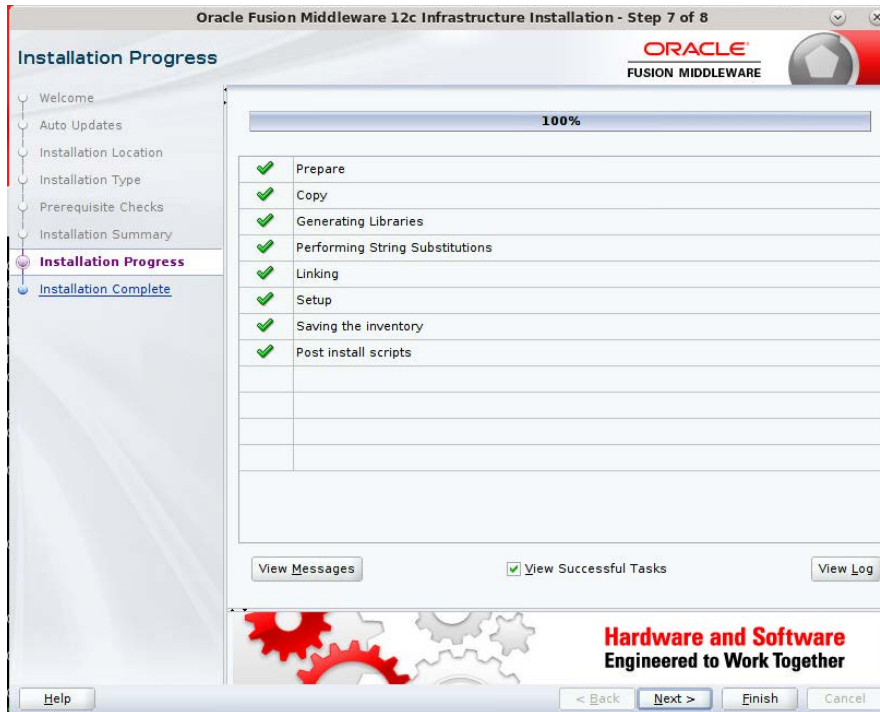 Oracle Fusion Middleware 12c Infrastructure Installation - Step 7 of 8
Installation Progress
ORACLE
FUSION MIDDLEWARE
Welcome
Auto Updates
Installation Location
Installation Type
Prerequisite Checks
Installation Summary
Installation Progress
Installation Complete
100%
Prepare
Copy
Generating Libraries
Performing String Substitutions
Linking
Setup
Saving the inventory
Post install scripts
View Messages
View Successful Tasks
View Log
Hardware and Software
Engineered to Work Together
Help
< Back
Next >
Finish
Cancel